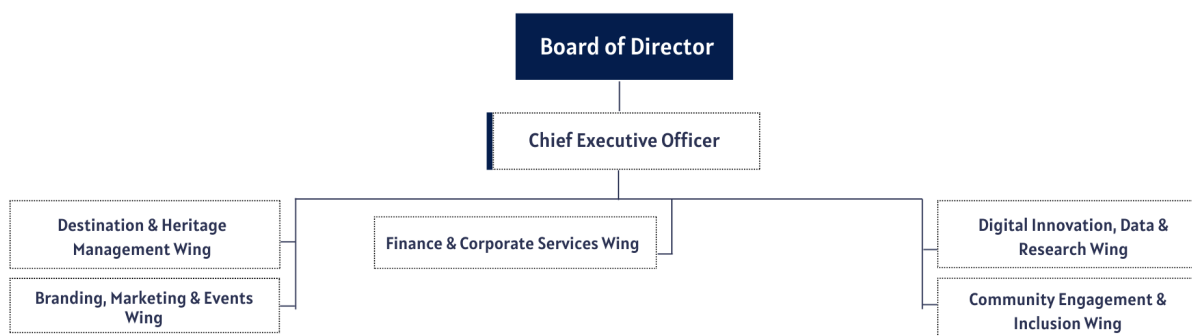 Board of Director
Chief Executive Officer
Destination & Heritage
Management Wing
Finance & Corporate Services Wing
Digital Innovation, Data &
Research Wing
Branding, Marketing & Events
Wing
Community Engagement &
Inclusion Wing